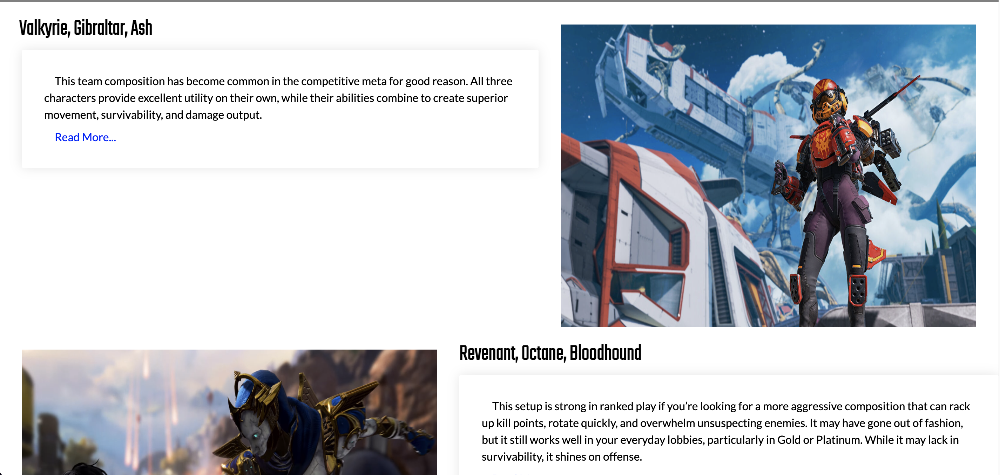 Valkyrie, Gibraltar, Ash
This team composition has become common in the competitive meta for good reason. All three
characters provide excellent utility on their own, while their abilities combine to create superior
movement, survivability, and damage output.
Read More...
Revenant, Octane, Bloodhound
This setup is strong in ranked play if you’re looking for a more aggressive composition that can rack
up kill points, rotate quickly, and overwhelm unsuspecting enemies. It may have gone out of fashion,
but it still works well in your everyday lobbies, particularly in Gold or Platinum. While it may lack in
survivability, it shines on offense.